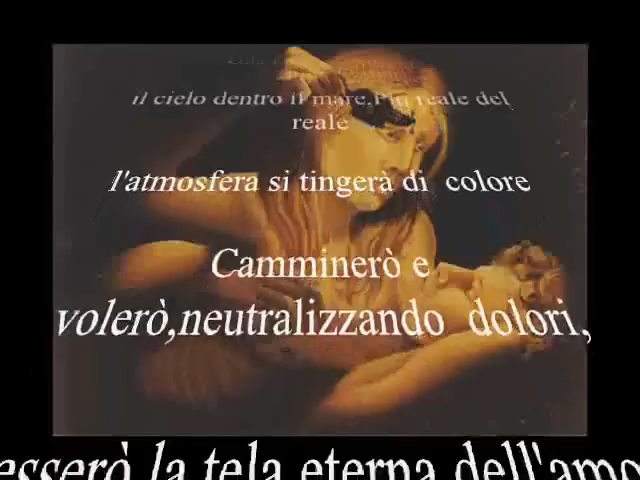 il cielo dentro il mare.Più reale del
reale
l'atmosfera si tingerà di colore
Camminerò e
volerò,neutralizzando dolori,
esserò la tela eterna dell'amo